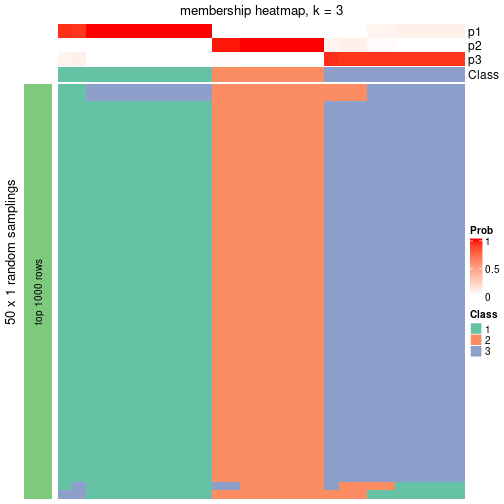 membership heatmap, k = 3
p1
p2
p3
Class
50 x 1 random samplings
top 1000 rows
Prob
1
0.5
0
Class
1
2
3